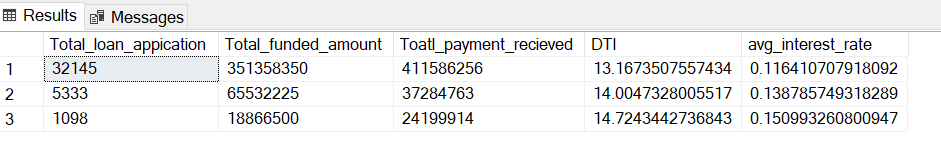 Results Messages
Total_loan_appication Total_funded_amount Toatl_payment_recieved DTI avg_interest_rate
1 32145 351358350 411586256 13.1673507557434 0.116410707918092
2 5333 65532225 37284763 14.0047328005517 0.138785749318289
3 1098 18866500 24199914 14.7243442736843 0.150993260800947